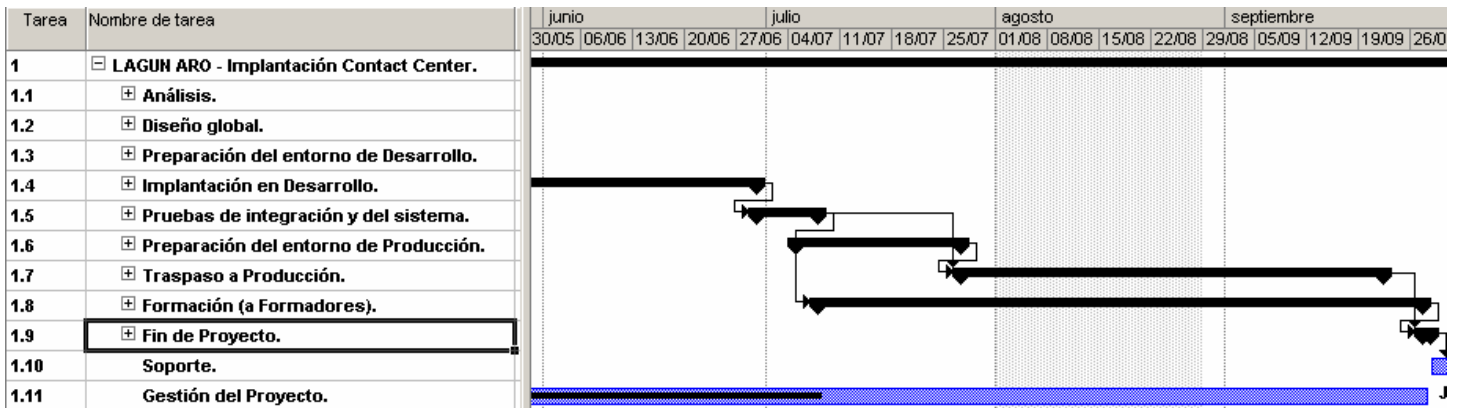 Tarea Nombre de tarea junio julio agosto septiembre
30/05 06/06 13/06 20/06 27/06 04/07 11/07 18/07 25/07 01/08 08/08 15/08 22/08 29/08 05/09 12/09 19/09 26/0
1 LAGUN ARO - Implantación Contact Center.
1.1 Análisis.
1.2 Diseño global.
1.3 Preparación del entorno de Desarrollo.
1.4 Implantación en Desarrollo.
1.5 Pruebas de integración y del sistema.
1.6 Preparación del entorno de Producción.
1.7 Traspaso a Producción.
1.8 Formación (a Formadores).
1.9 Fin de Proyecto.
1.10 Soporte.
1.11 Gestión del Proyecto. J